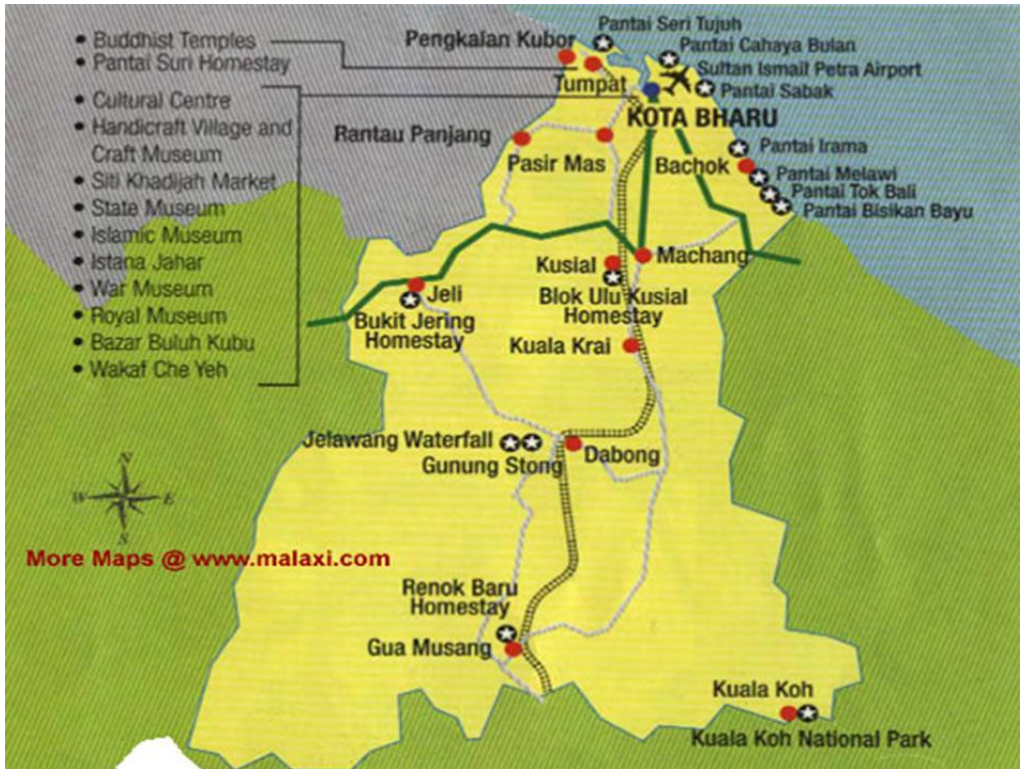 • Buddhist Temples
• Pantai Suri Homestay
• Cultural Centre
• Handicraft Village and
Craft Museum
• Siti Khadijah Market
• State Museum
• Islamic Museum
• Istana Jahar
• War Museum
• Royal Museum
• Bazar Buluh Kubu
• Wakaf Che Yeh
Pantai Seri Tujuh
Pengkalan Kubor
Pantai Cahaya Bulan
Sultan Ismail Petra Airport
Tumpat
Pantai Sabak
KOTA BHARU
Rantau Panjang
Pasir Mas
Pantai Irama
Bachok
Pantai Melawi
Pantai Tok Bali
Pantai Bisikan Bayu
Machang
Kusial
Blok Ulu Kusial
Homestay
Jeli
Bukit Jering
Homestay
Kuala Krai
Jelawang Waterfall
Gunung Stong
Dabong
N
W
E
S
More Maps @ www.malaxi.com
Renok Baru
Homestay
Gua Musang
Kuala Koh
Kuala Koh National Park